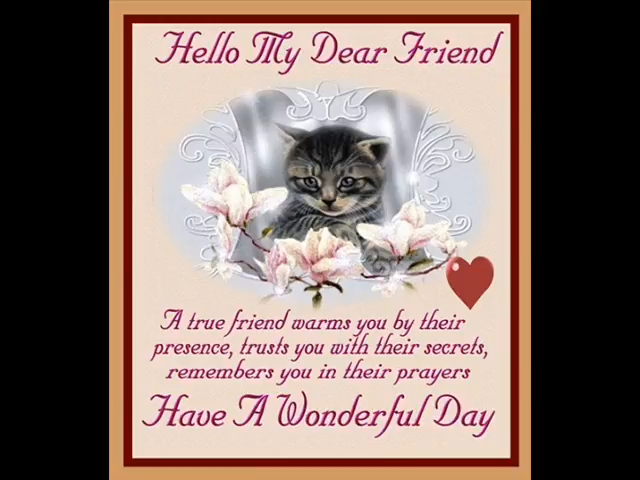 Hello My Dear Friend
A true friend warms you by their
presence, trusts you with their secrets,
remembers you in their prayers
Have A Wonderful Day